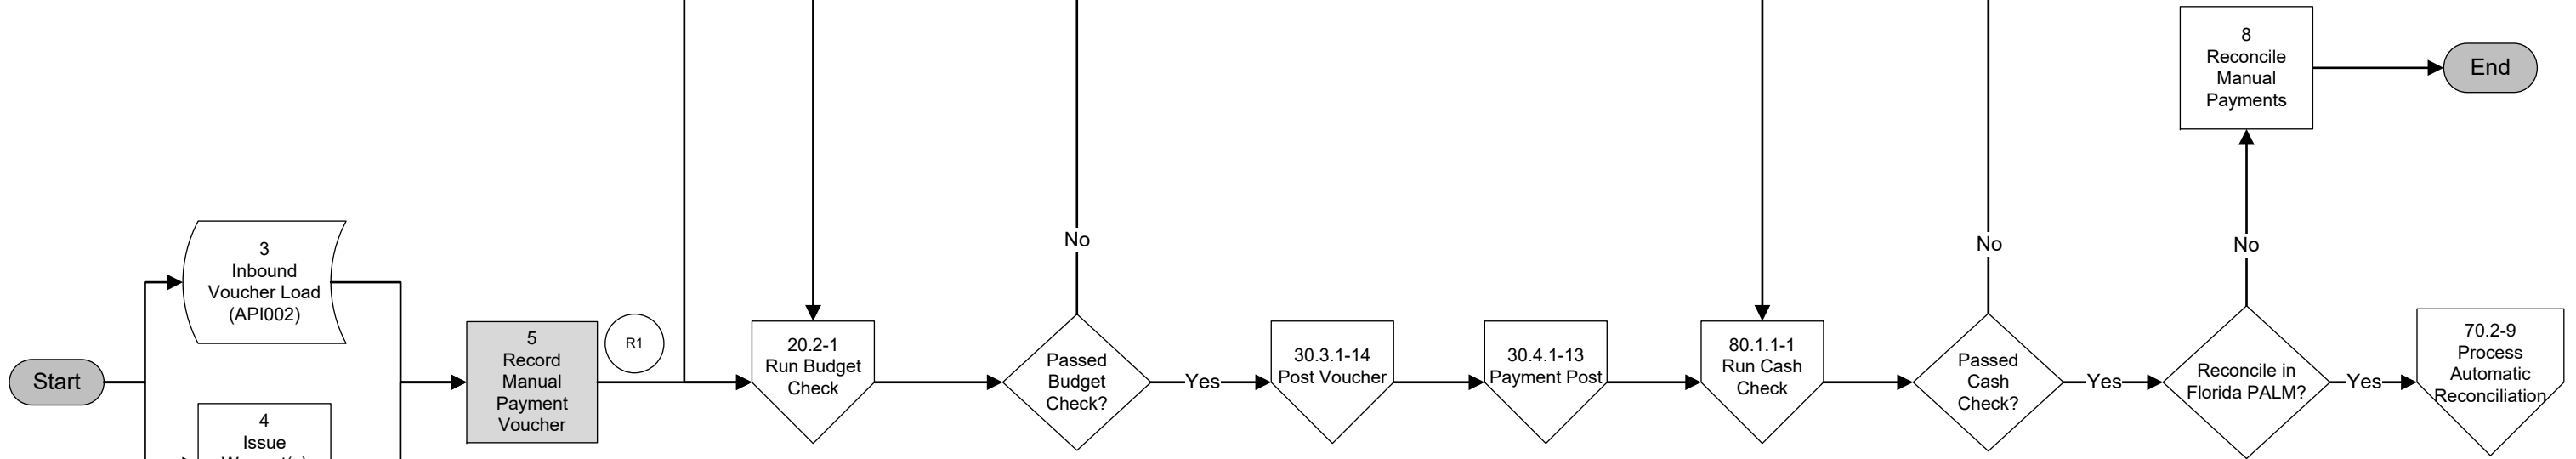 8
Reconcile
Manual
Payments
End
No
No
No
3
Inbound
Voucher Load
(API002)
Start
5
Record
Manual
Payment
Voucher
R1
20.2-1
Run Budget
Check
Passed
Budget
Check?
Yes
30.3.1-14
Post Voucher
30.4.1-13
Payment Post
80.1.1-1
Run Cash
Check
Passed
Cash
Check?
Yes
Reconcile in
Florida PALM?
Yes
70.2-9
Process
Automatic
Reconciliation
4
Issue